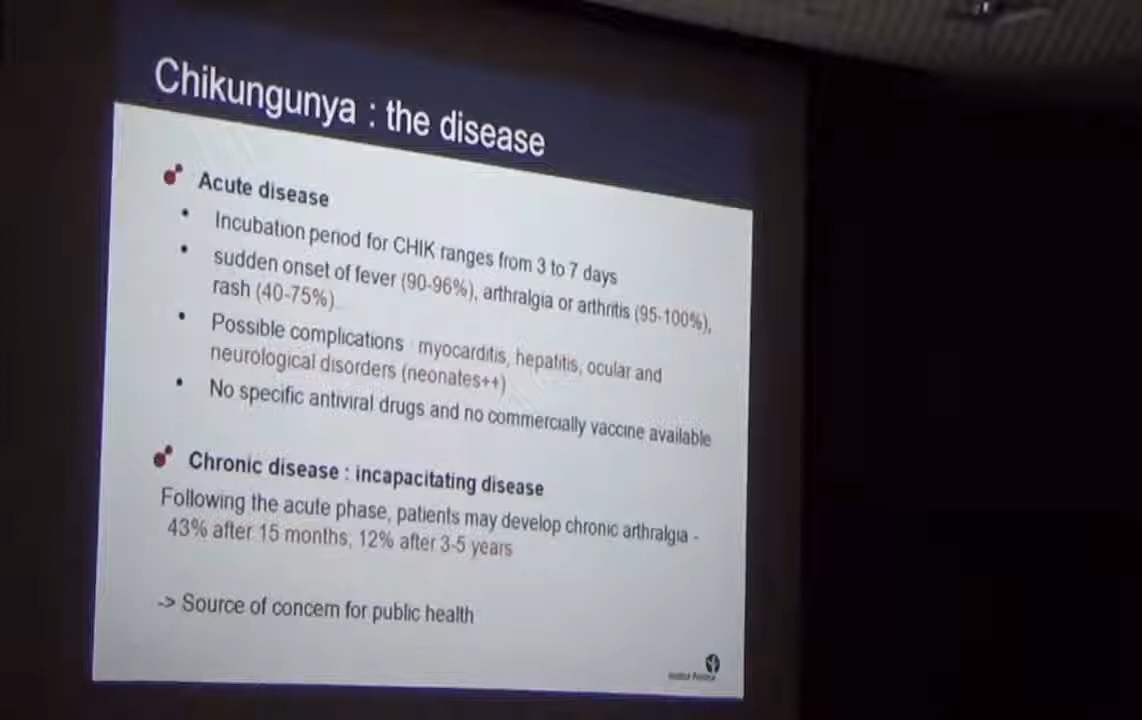 Chikungunya : the disease
Acute disease
• Incubation period for CHIK ranges from 3 to 7 days
• sudden onset of fever (90-96%), arthralgia or arthritis (95-100%),
rash (40-75%)
• Possible complications myocarditis, hepatitis, ocular and
neurological disorders (neonates++)
• No specific antiviral drugs and no commercially vaccine available
Chronic disease : incapacitating disease
Following the acute phase, patients may develop chronic arthralgia -
43% after 15 months, 12% after 3-5 years
-> Source of concern for public health
Institut Pasteur